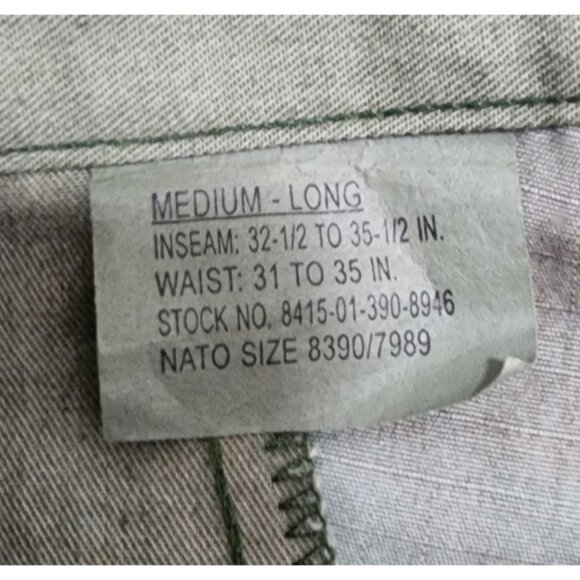 MEDIUM - LONG
INSEAM: 32-1/2 TO 35-1/2 IN.
WAIST: 31 TO 35 IN.
STOCK NO. 8415-01-390-8946
NATO SIZE 8390/7989